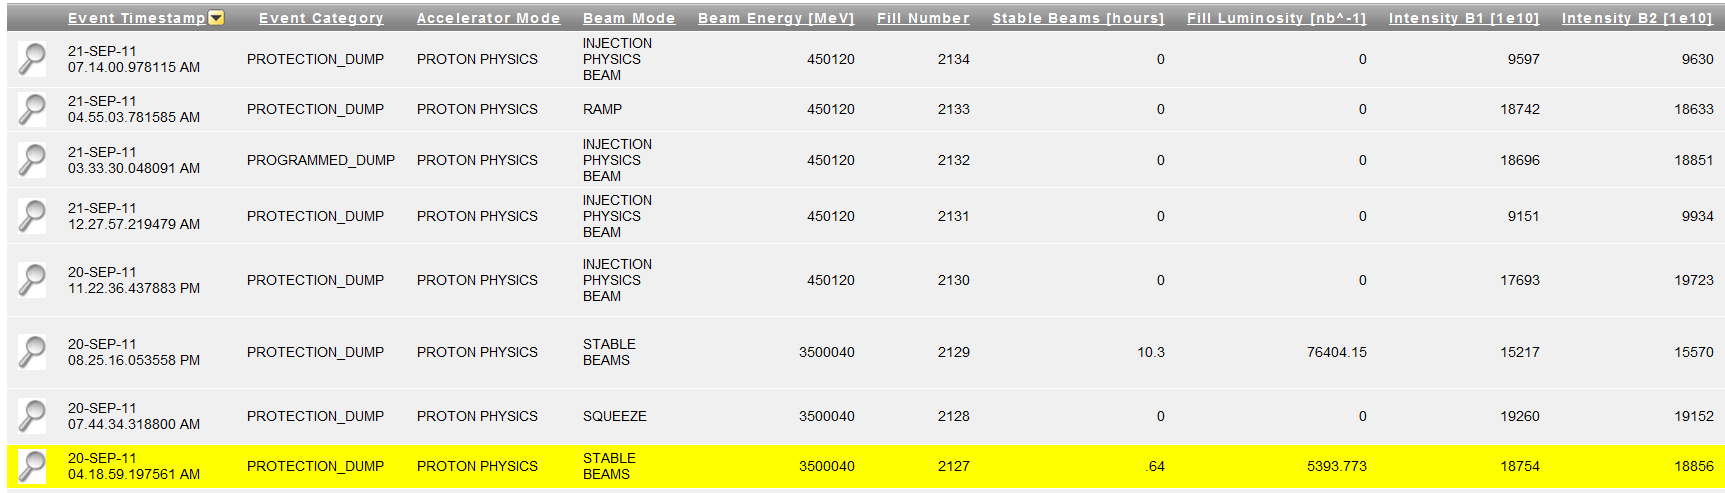 Event Timestamp Event Category Accelerator Mode Beam Mode Beam Energy [MeV] Fill Number Stable Beams [hours] Fill Luminosity [nb^-1] Intensity B1 [1e10] Intensity B2 [1e10]
21-SEP-11
07.14.00.978115 AM PROTECTION_DUMP PROTON PHYSICS INJECTION
PHYSICS
BEAM 450120 2134 0 0 9597 9630
21-SEP-11
04.55.03.781585 AM PROTECTION_DUMP PROTON PHYSICS RAMP 450120 2133 0 0 18742 18633
21-SEP-11
03.33.30.048091 AM PROGRAMMED_DUMP PROTON PHYSICS INJECTION
PHYSICS
BEAM 450120 2132 0 0 18696 18851
21-SEP-11
12.27.57.219479 AM PROTECTION_DUMP PROTON PHYSICS INJECTION
PHYSICS
BEAM 450120 2131 0 0 9151 9934
20-SEP-11
11.22.36.437883 PM PROTECTION_DUMP PROTON PHYSICS INJECTION
PHYSICS
BEAM 450120 2130 0 0 17693 19723
20-SEP-11
08.25.16.053558 PM PROTECTION_DUMP PROTON PHYSICS STABLE
BEAMS 3500040 2129 10.3 76404.15 15217 15570
20-SEP-11
07.44.34.318800 AM PROTECTION_DUMP PROTON PHYSICS SQUEEZE 3500040 2128 0 0 19260 19152
20-SEP-11
04.18.59.197561 AM PROTECTION_DUMP PROTON PHYSICS STABLE
BEAMS 3500040 2127 .64 5393.773 18754 18856